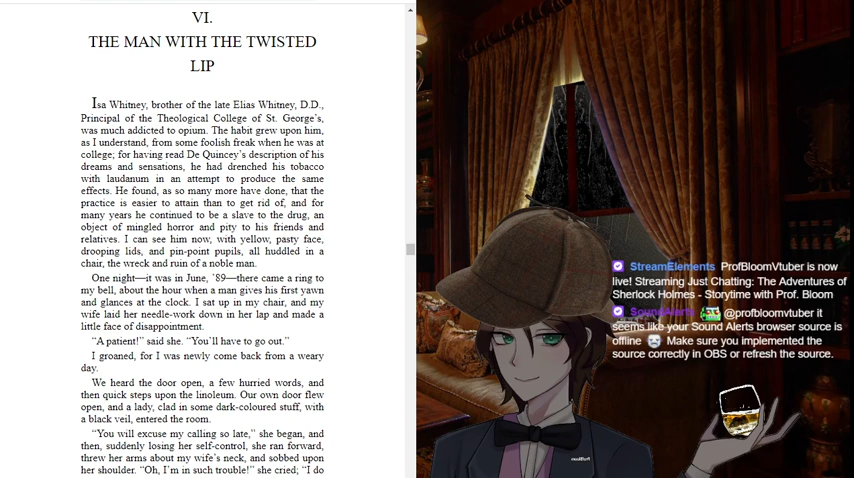 VI.
THE MAN WITH THE TWISTED
LIP
Isa Whitney, brother of the late Elias Whitney, D.D.,
Principal of the Theological College of St. George’s,
was much addicted to opium. The habit grew upon him,
as I understand, from some foolish freak when he was at
college; for having read De Quincey’s description of his
dreams and sensations, he had drenched his tobacco
with laudanum in an attempt to produce the same
effects. He found, as so many more have done, that the
practice is easier to attain than to get rid of, and for
many years he continued to be a slave to the drug, an
object of mingled horror and pity to his friends and
relatives. I can see him now, with yellow, pasty face,
drooping lids, and pin-point pupils, all huddled in a
chair, the wreck and ruin of a noble man.
One night—it was in June, ’89—there came a ring to
my bell, about the hour when a man gives his first yawn
and glances at the clock. I sat up in my chair, and my
wife laid her needle-work down in her lap and made a
little face of disappointment.
“A patient!” said she. “You’ll have to go out.”
I groaned, for I was newly come back from a weary
day.
We heard the door open, a few hurried words, and
then quick steps upon the linoleum. Our own door flew
open, and a lady, clad in some dark-coloured stuff, with
a black veil, entered the room.
“You will excuse my calling so late,” she began, and
then, suddenly losing her self-control, she ran forward,
threw her arms about my wife’s neck, and sobbed upon
her shoulder. “Oh, I’m in such trouble!” she cried; “I do
StreamElements ProfBloomVtuber is now
live! Streaming Just Chatting: The Adventures of
Sherlock Holmes - Storytime with Prof. Bloom
SoundAlerts @profbloomvtuber it
seems like your Sound Alerts browser source is
offline Make sure you implemented the
source correctly in OBS or refresh the source.